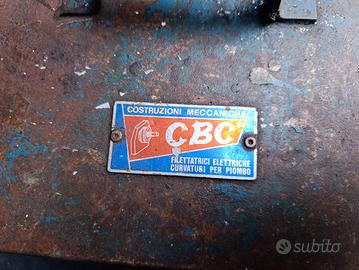 COSTRUZIONI MECCANICHE
CBC
FILETTATRICI ELETTRICHE
CURVATUBI PER PIOMBO
subito